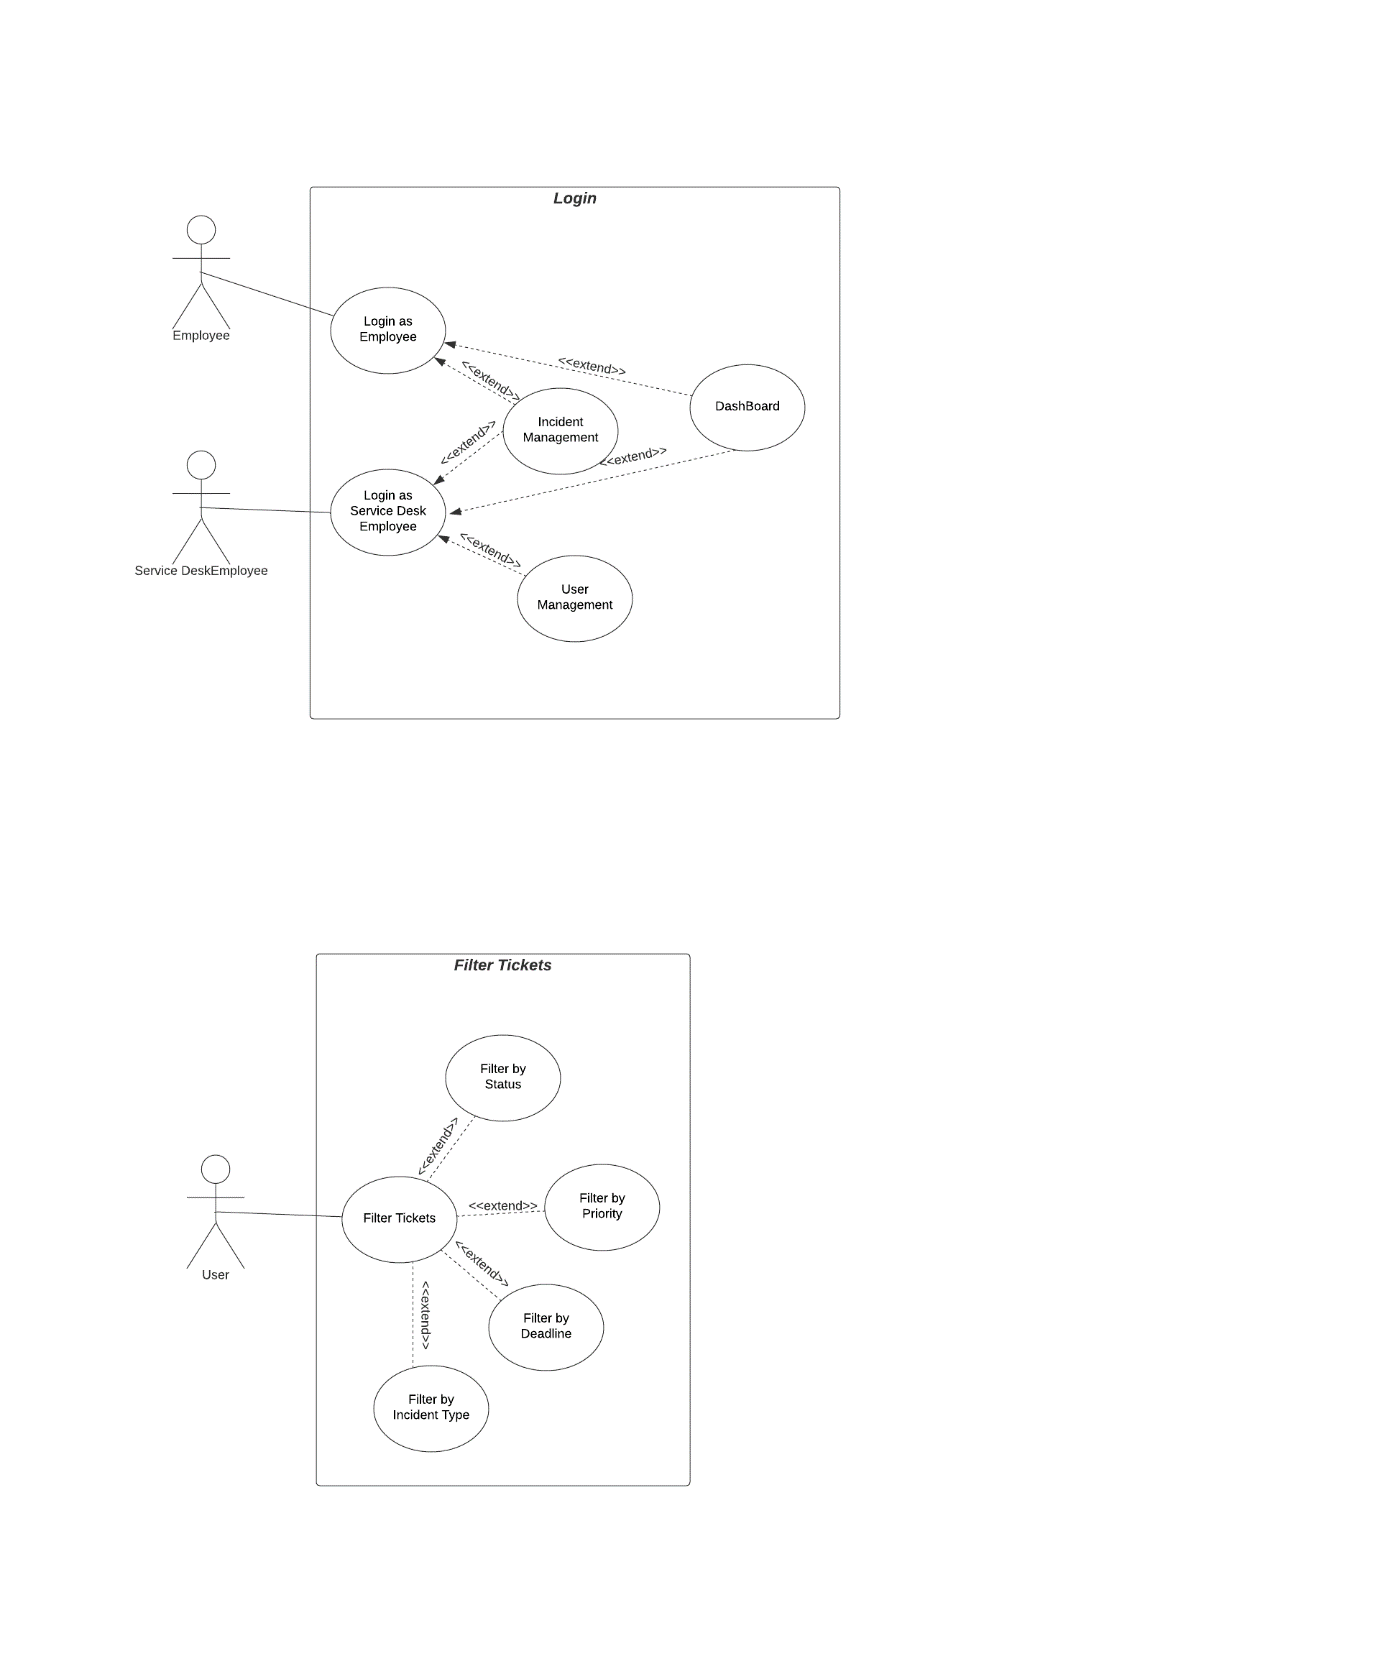 Login
Employee
Login as
Employee
<<extend>>
<<extend>>
DashBoard
Incident
Management
<<extend>>
<<extend>>
Login as
Service Desk
Employee
Service DeskEmployee
<<extend>>
User
Management
Filter Tickets
Filter by
Status
<<extend>>
Filter by
Priority
<<extend>>
Filter Tickets
User
<<extend>>
Filter by
Deadline
<<extend>>
Filter by
Incident Type